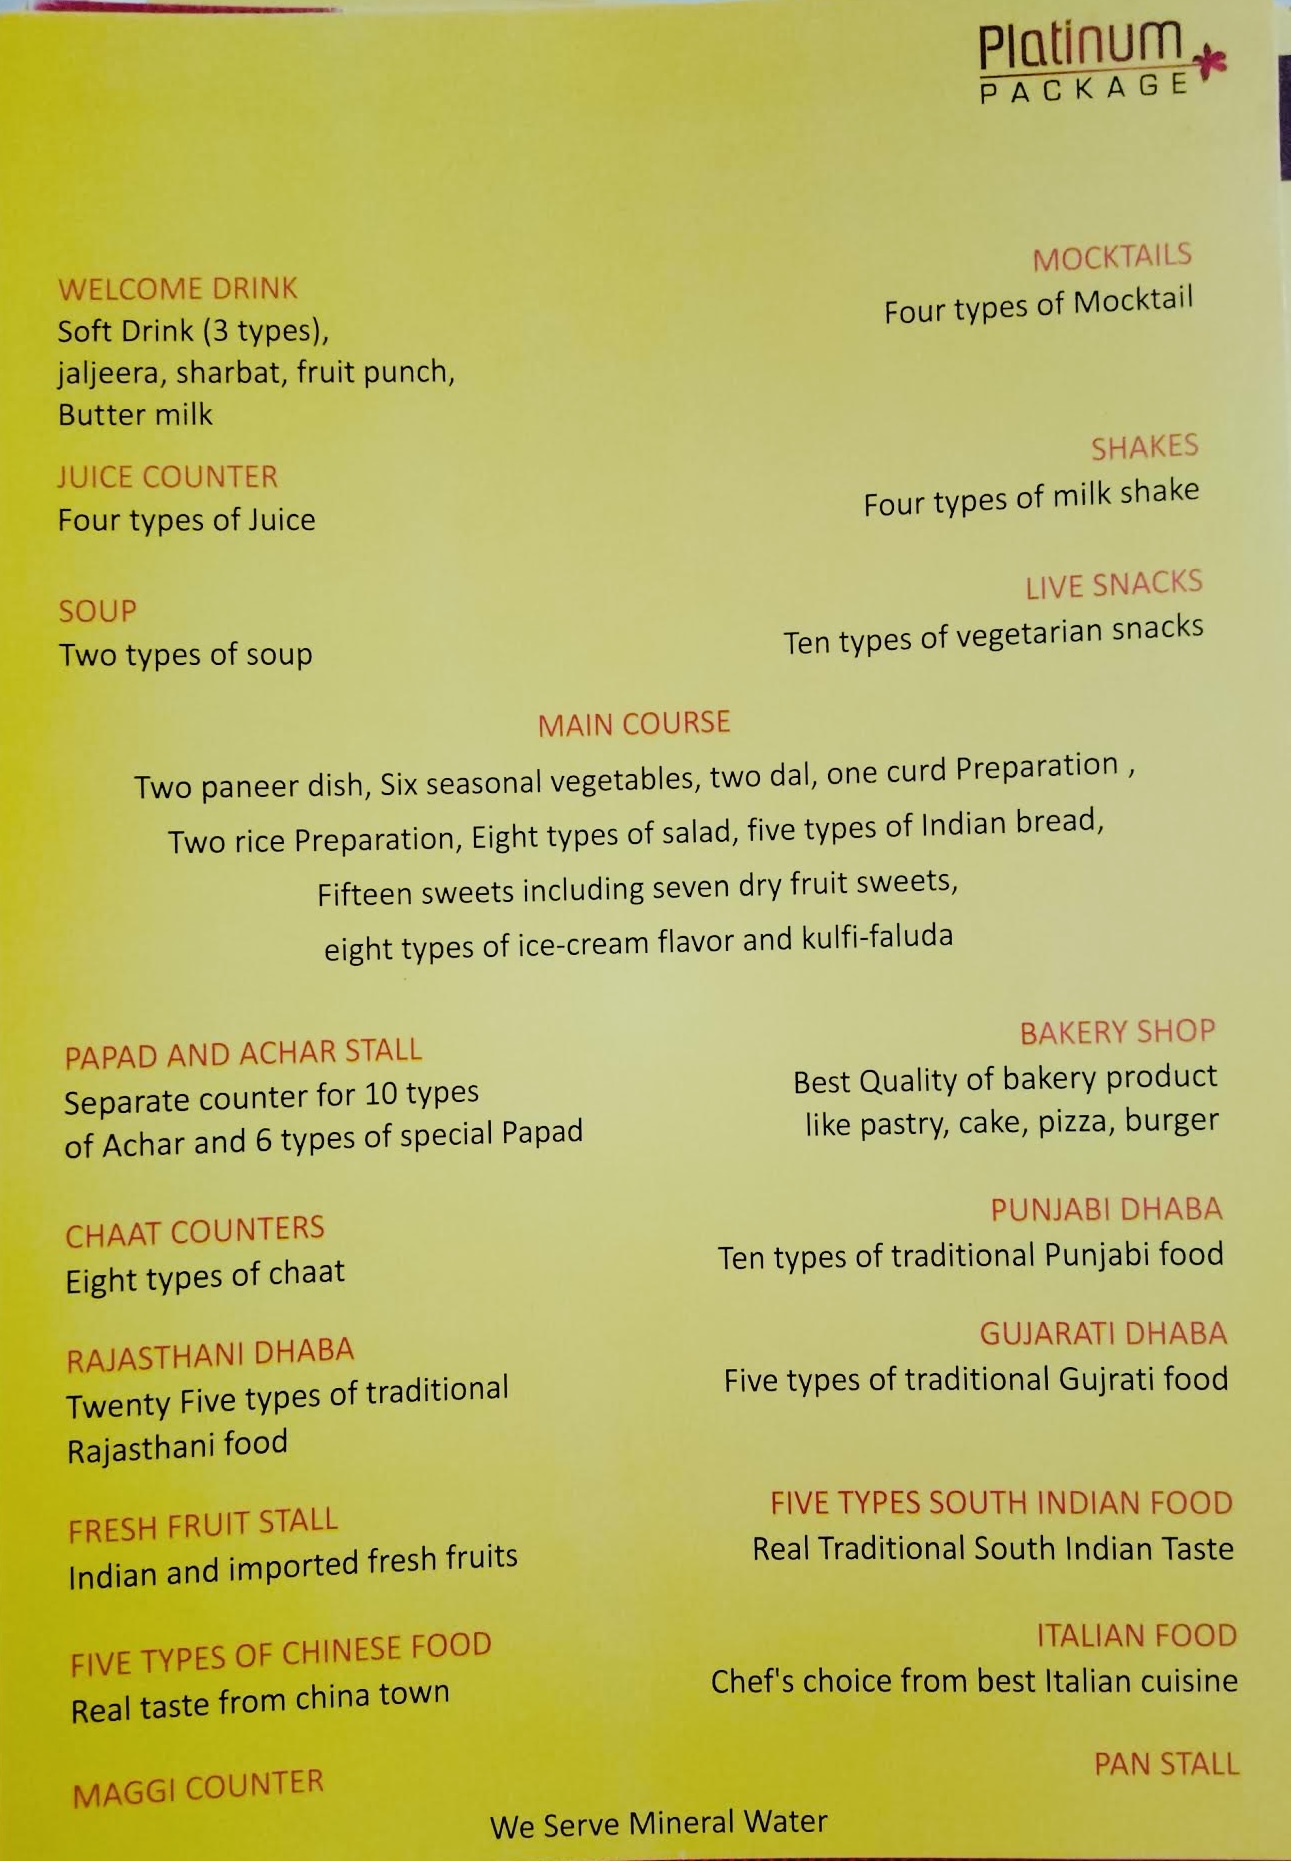 Platinum
PACKAGE
WELCOME DRINK
Soft Drink (3 types),
jaljeera, sharbat, fruit punch,
Butter milk
MOCKTAILS
Four types of Mocktail
JUICE COUNTER
Four types of Juice
SHAKES
Four types of milk shake
SOUP
Two types of soup
LIVE SNACKS
Ten types of vegetarian snacks
MAIN COURSE
Two paneer dish, Six seasonal vegetables, two dal, one curd Preparation ,
Two rice Preparation, Eight types of salad, five types of Indian bread,
Fifteen sweets including seven dry fruit sweets,
eight types of ice-cream flavor and kulfi-faluda
PAPAD AND ACHAR STALL
Separate counter for 10 types
of Achar and 6 types of special Papad
BAKERY SHOP
Best Quality of bakery product
like pastry, cake, pizza, burger
CHAAT COUNTERS
Eight types of chaat
PUNJABI DHABA
Ten types of traditional Punjabi food
RAJASTHANI DHABA
Twenty Five types of traditional
Rajasthani food
GUJARATI DHABA
Five types of traditional Gujrati food
FRESH FRUIT STALL
Indian and imported fresh fruits
FIVE TYPES SOUTH INDIAN FOOD
Real Traditional South Indian Taste
FIVE TYPES OF CHINESE FOOD
Real taste from china town
ITALIAN FOOD
Chef's choice from best Italian cuisine
MAGGI COUNTER
PAN STALL
We Serve Mineral Water